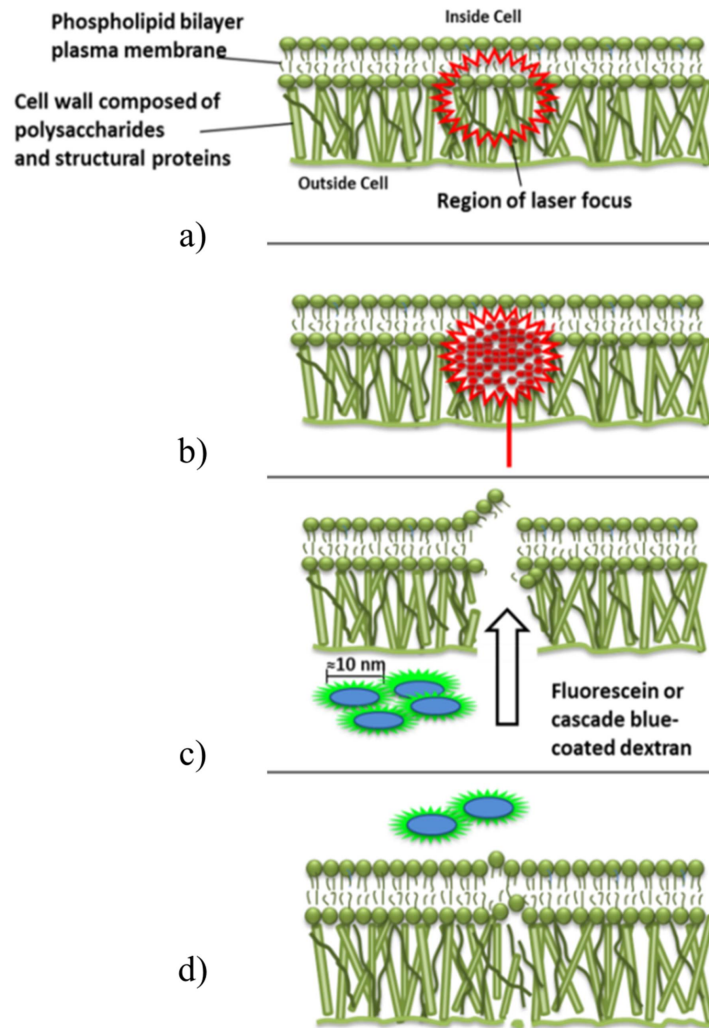 Phospholipid bilayer
plasma membrane
Inside Cell
Cell wall composed of
polysaccharides
and structural proteins
Outside Cell
Region of laser focus
a)
b)
≈10 nm
Fluorescein or
cascade blue-
coated dextran
c)
d)